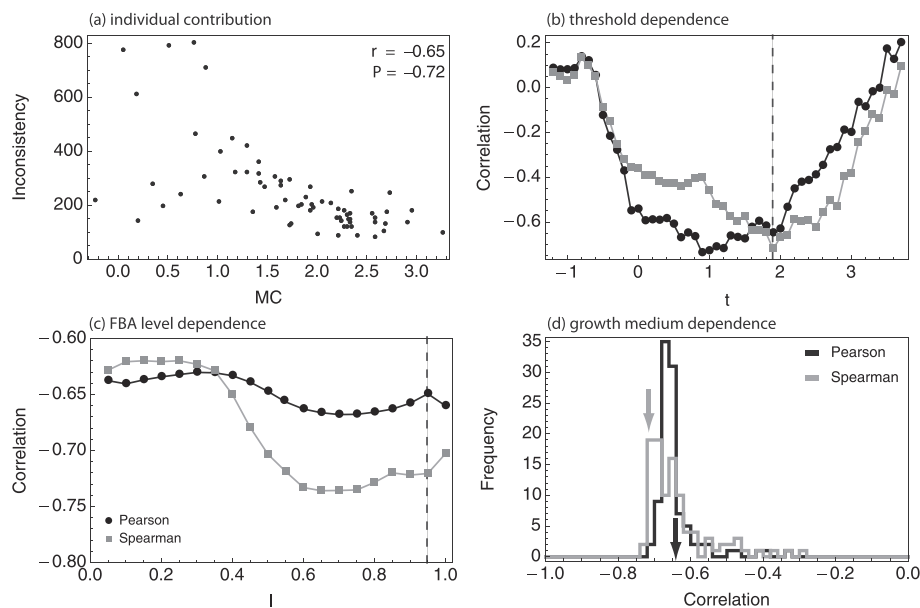 (a) individual contribution
800
600
400
200
0
Inconsistency
r = −0.65
P = −0.72
0.0 0.5 1.0 1.5 2.0 2.5 3.0
MC
(b) threshold dependence
0.2
0.0
−0.2
−0.4
−0.6
Correlation
−1 0 1 2 3
t
(c) FBA level dependence
−0.60
−0.65
−0.70
−0.75
−0.80
Correlation
Pearson
Spearman
0.0 0.2 0.4 0.6 0.8 1.0
l
(d) growth medium dependence
35
30
25
20
15
10
5
0
Frequency
Pearson
Spearman
−1.0 −0.8 −0.6 −0.4 −0.2 0.0
Correlation